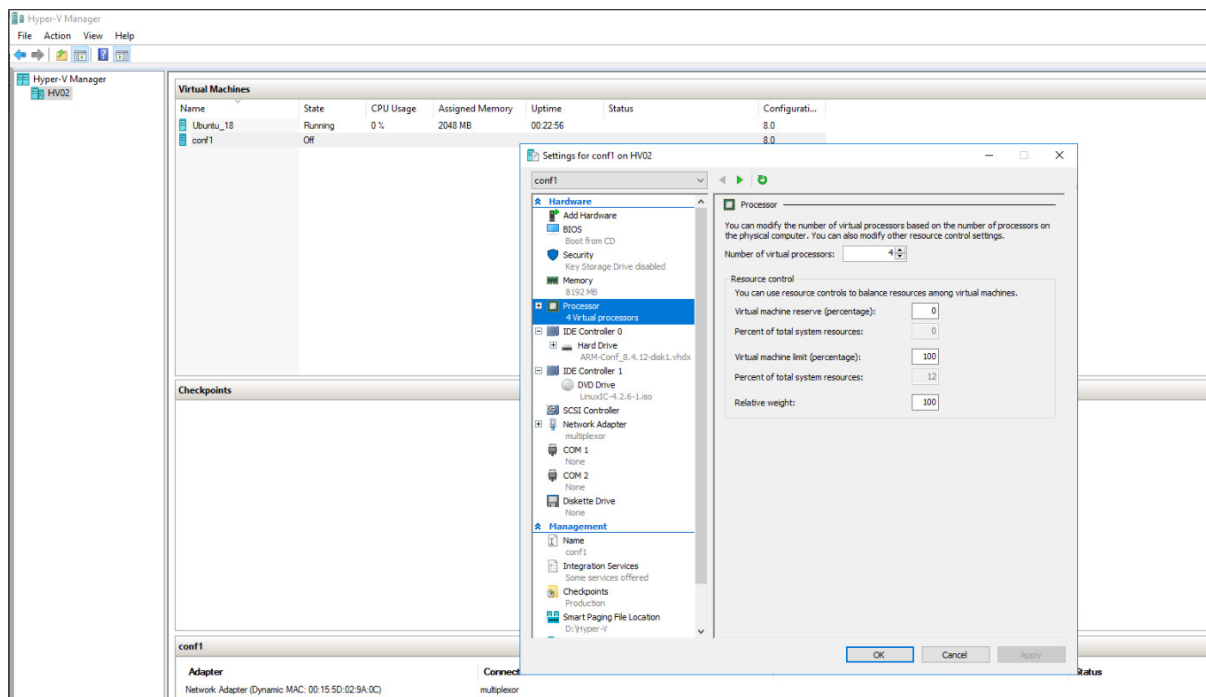 Hyper-V Manager
File Action View Help
Hyper-V Manager
HV02
Virtual Machines
Name State CPU Usage Assigned Memory Uptime Status Configurati...
Ubuntu_18 Running 0 % 2048 MB 00:22:56 8.0
conf1 Off 8.0
Checkpoints
conf1
Adapter Connect Status
Network Adapter (Dynamic MAC: 00:15:5D:02:9A:0C) multiplexor
Settings for conf1 on HV02
conf1
Hardware
Add Hardware
BIOS
Boot from CD
Security
Key Storage Drive disabled
Memory
8192 MB
Processor
4 Virtual processors
IDE Controller 0
Hard Drive
ARM-Conf_8.4.12-disk1.vhdx
IDE Controller 1
DVD Drive
LinuxIC-4.2.6-1.iso
SCSI Controller
Network Adapter
multiplexor
COM 1
None
COM 2
None
Diskette Drive
None
Management
Name
conf1
Integration Services
Some services offered
Checkpoints
Production
Smart Paging File Location
D:\Hyper-V
Processor
You can modify the number of virtual processors based on the number of processors on
the physical computer. You can also modify other resource control settings.
Number of virtual processors: 4
Resource control
You can use resource controls to balance resources among virtual machines.
Virtual machine reserve (percentage): 0
Percent of total system resources: 0
Virtual machine limit (percentage): 100
Percent of total system resources: 12
Relative weight: 100
OK Cancel Apply